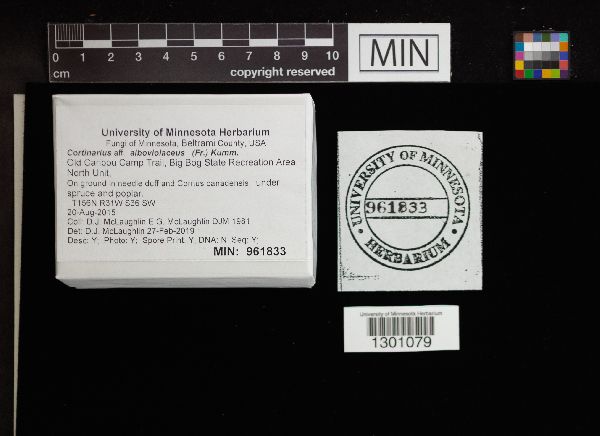 0 1 2 3 4 5 6 7 8 9 10
cm
copyright reserved
MIN
University of Minnesota Herbarium
Fungi of Minnesota, Beltrami County, USA
Cortinarius aff. alboviolaceus (Fr.) Kumm.
Old Caribou Camp Trail, Big Bog State Recreation Area
North Unit,
On ground in needle duff and Cornus canadensis under
spruce and poplar.
T156N R31W S36 SW
20-Aug-2015
Coll: D.J. McLaughlin E.G. McLaughlin DJM 1981
Det: D.J. McLaughlin 27-Feb-2019
Desc: Y; Photo: Y; Spore Print: Y, DNA: N Seq: Y;
MIN: 961833
UNIVERSITY OF MINNESOTA
961833
HERBARIUM
University of Minnesota Herbarium
1301079